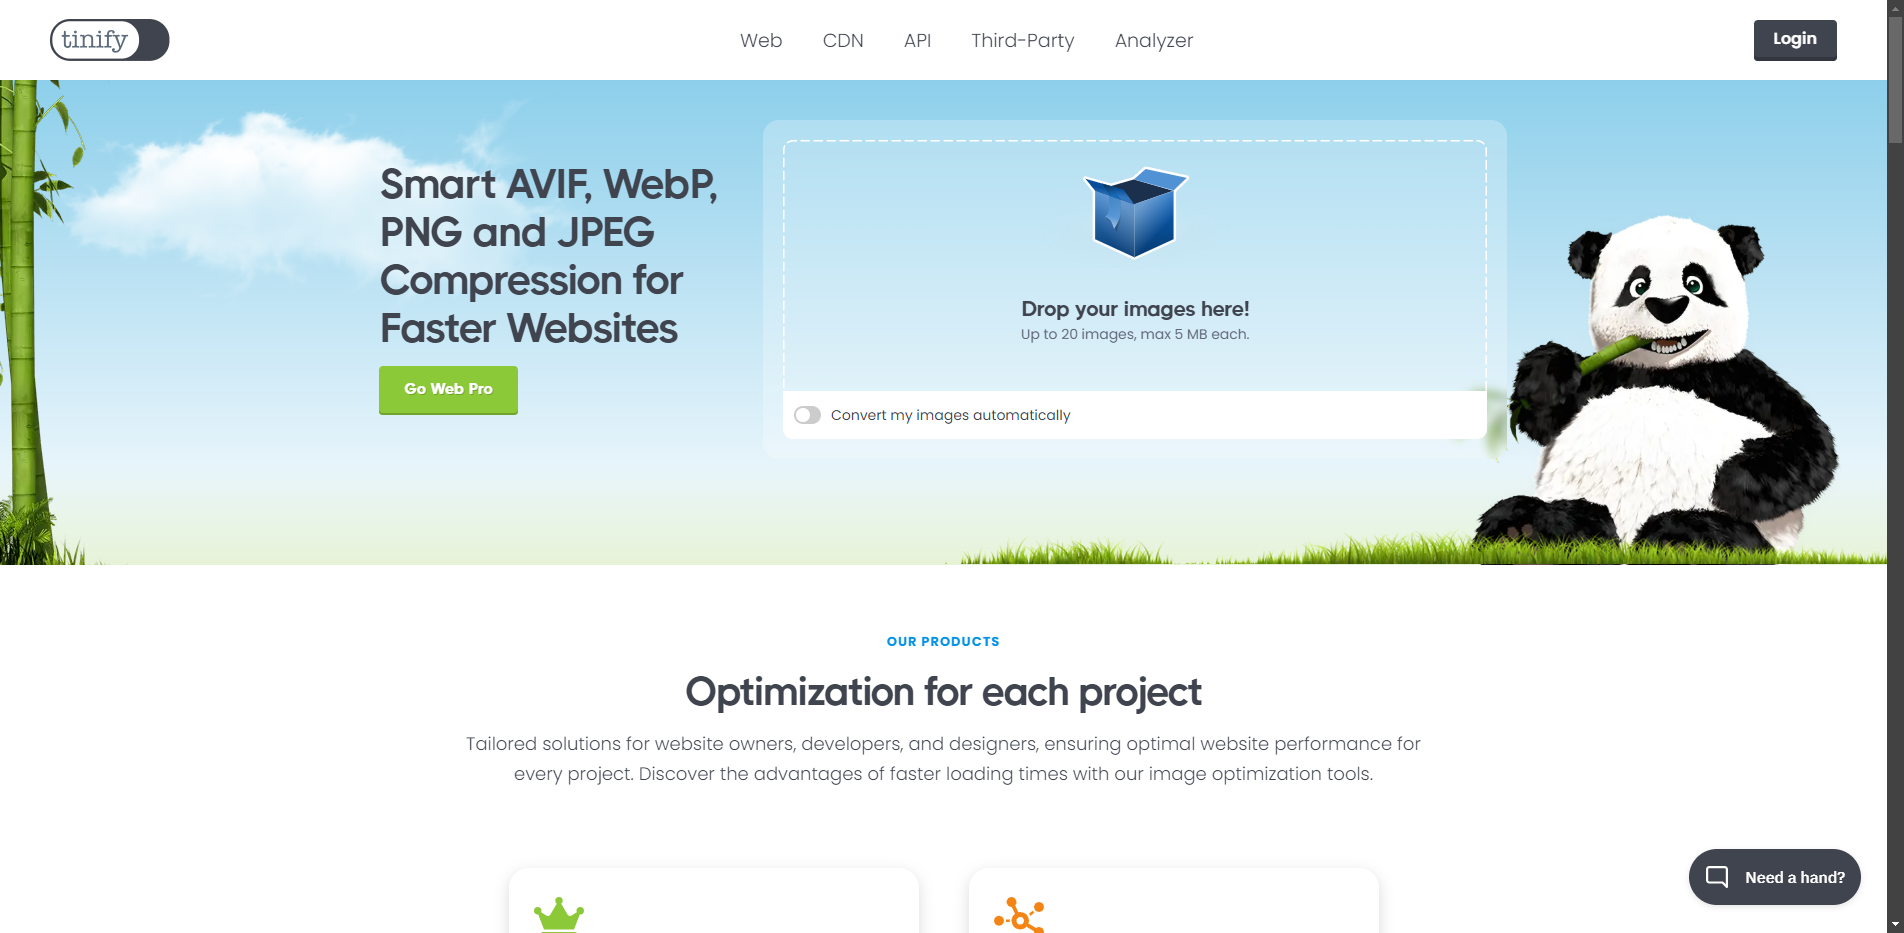 tinify
Web
CDN
API
Third-Party
Analyzer
Login
Smart AVIF, WebP,
PNG and JPEG
Compression for
Faster Websites
Go Web Pro
Drop your images here!
Up to 20 images, max 5 MB each.
Convert my images automatically
OUR PRODUCTS
Optimization for each project
Tailored solutions for website owners, developers, and designers, ensuring optimal website performance for
every project. Discover the advantages of faster loading times with our image optimization tools.
Need a hand?